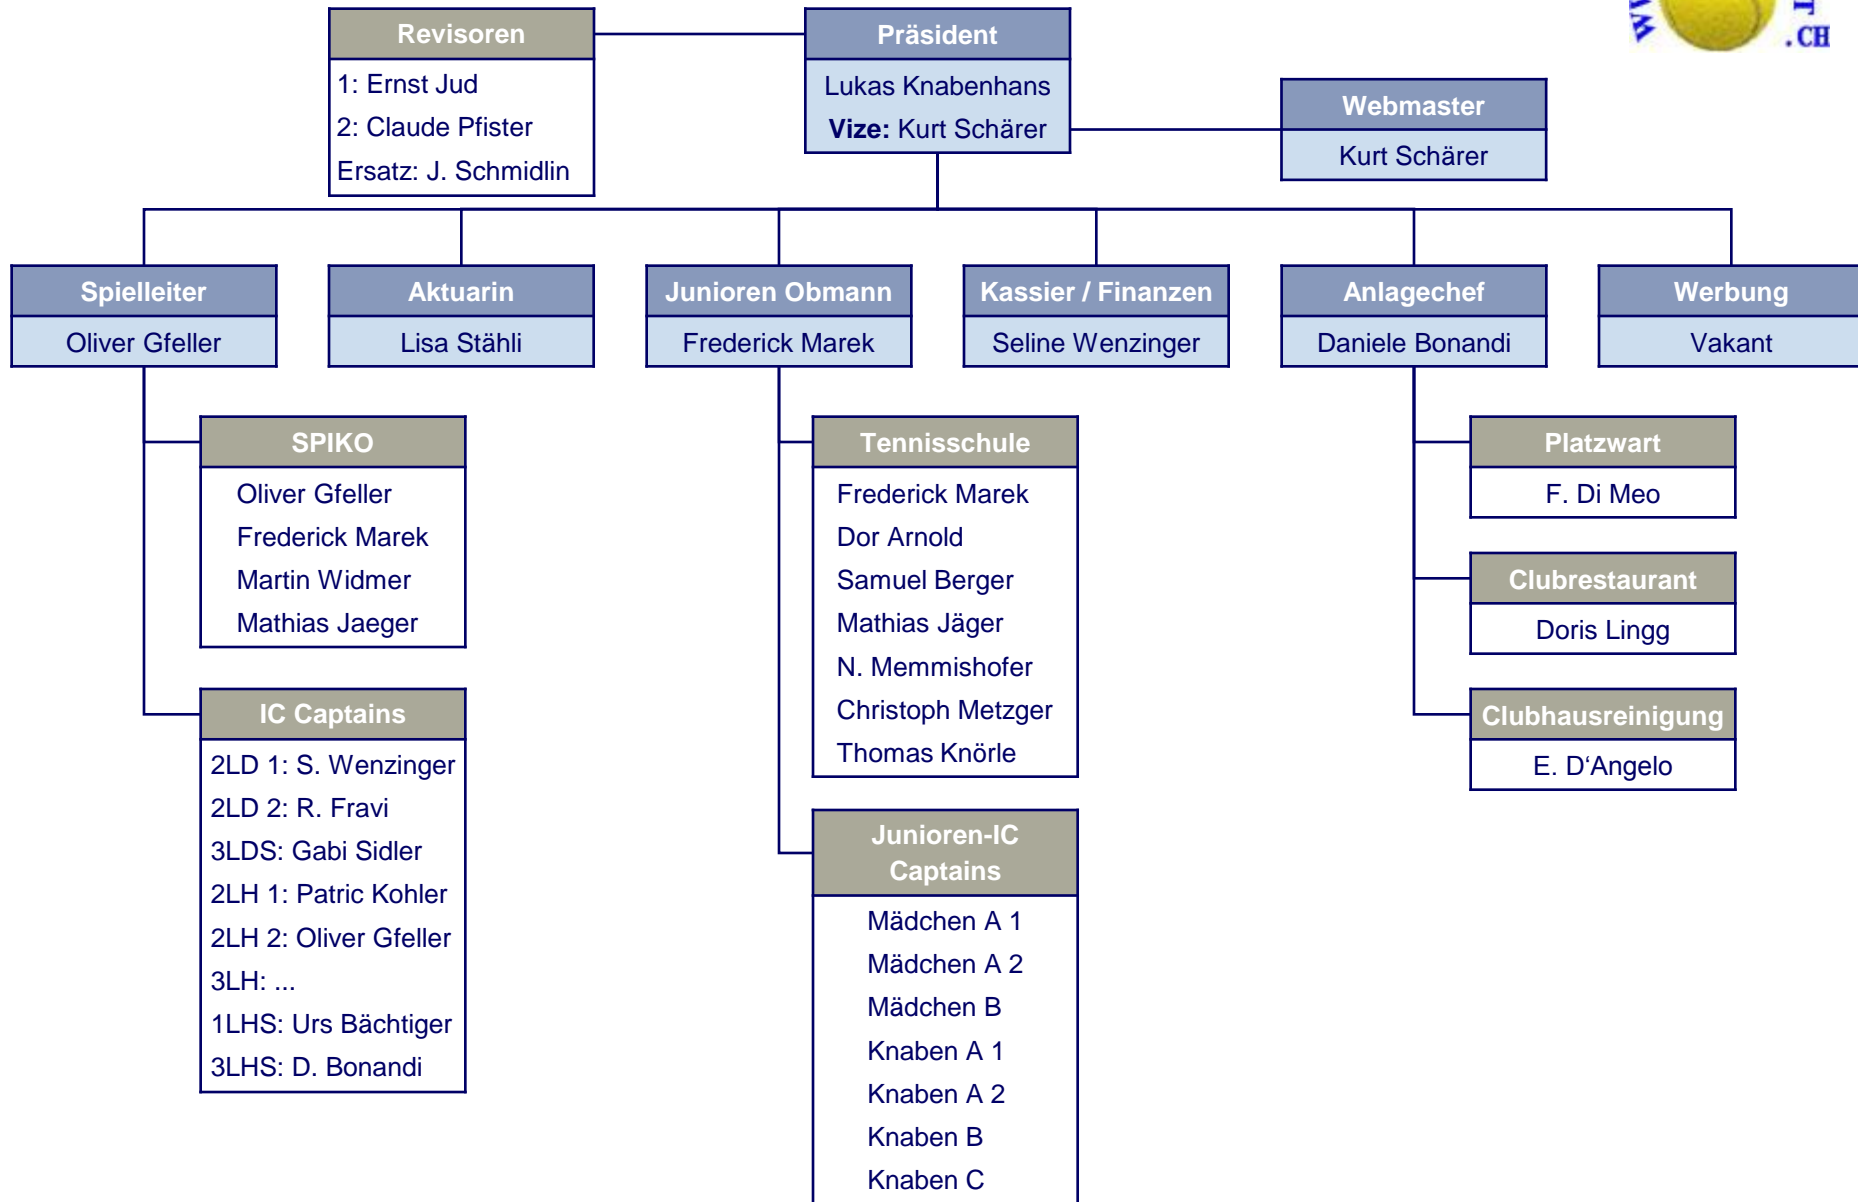 Revisoren
1: Ernst Jud
2: Claude Pfister
Ersatz: J. Schmidlin
Präsident
Lukas Knabenhans
Vize: Kurt Schärer
.CH
Webmaster
Kurt Schärer
Spielleiter
Oliver Gfeller
Aktuarin
Lisa Stähli
Junioren Obmann
Frederick Marek
Kassier / Finanzen
Seline Wenzinger
Anlagechef
Daniele Bonandi
Werbung
Vakant
SPIKO
Oliver Gfeller
Frederick Marek
Martin Widmer
Mathias Jaeger
IC Captains
2LD 1: S. Wenzinger
2LD 2: R. Fravi
3LDS: Gabi Sidler
2LH 1: Patric Kohler
2LH 2: Oliver Gfeller
3LH: ...
1LHS: Urs Bächtiger
3LHS: D. Bonandi
Tennisschule
Frederick Marek
Dor Arnold
Samuel Berger
Mathias Jäger
N. Memmishofer
Christoph Metzger
Thomas Knörle
Junioren-IC
Captains
Mädchen A 1
Mädchen A 2
Mädchen B
Knaben A 1
Knaben A 2
Knaben B
Knaben C
Platzwart
F. Di Meo
Clubrestaurant
Doris Lingg
Clubhausreinigung
E. D‘Angelo